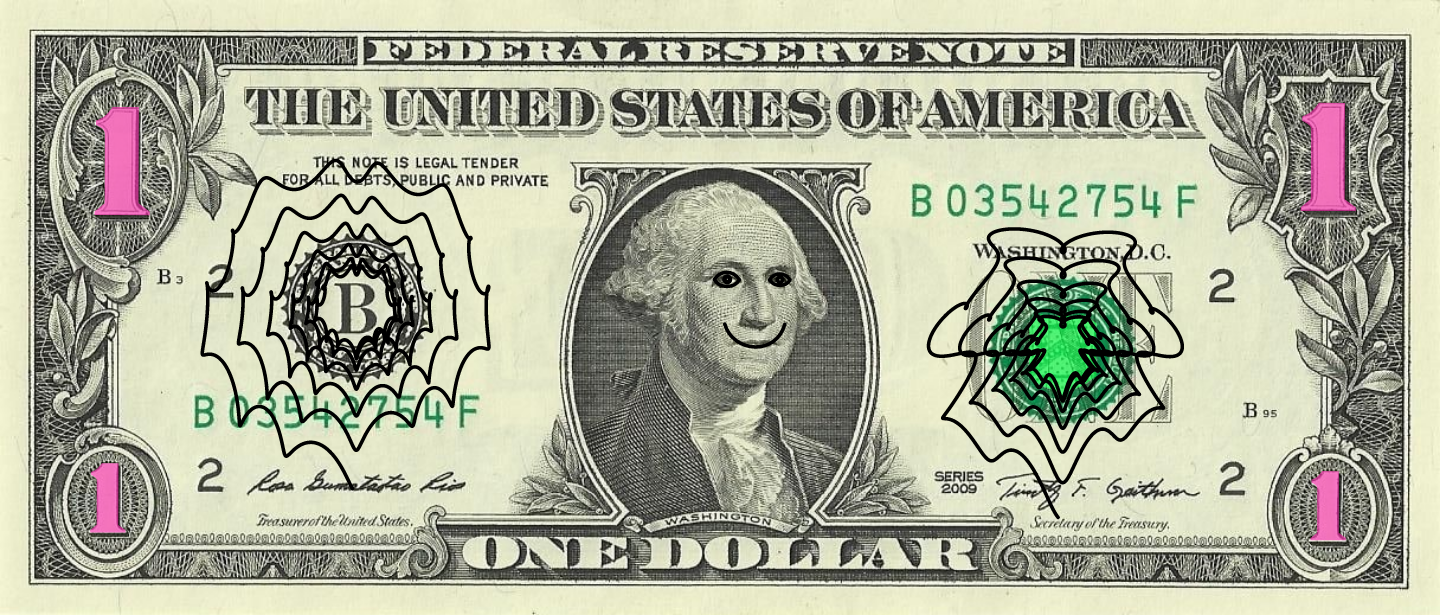 FEDERAL RESERVE NOTE
THE UNITED STATES OF AMERICA
1
1
THIS NOTE IS LEGAL TENDER
FOR ALL DEBTS, PUBLIC AND PRIVATE
B 03542754 F
WASHINGTON, D.C.
B 3
2
B
2
B 03542754 F
B 95
2
Rosa Gumataotao Rios
SERIES
2009
Timothy F. Geithner
2
Treasurer of the United States.
Secretary of the Treasury.
1
WASHINGTON
1
ONE DOLLAR